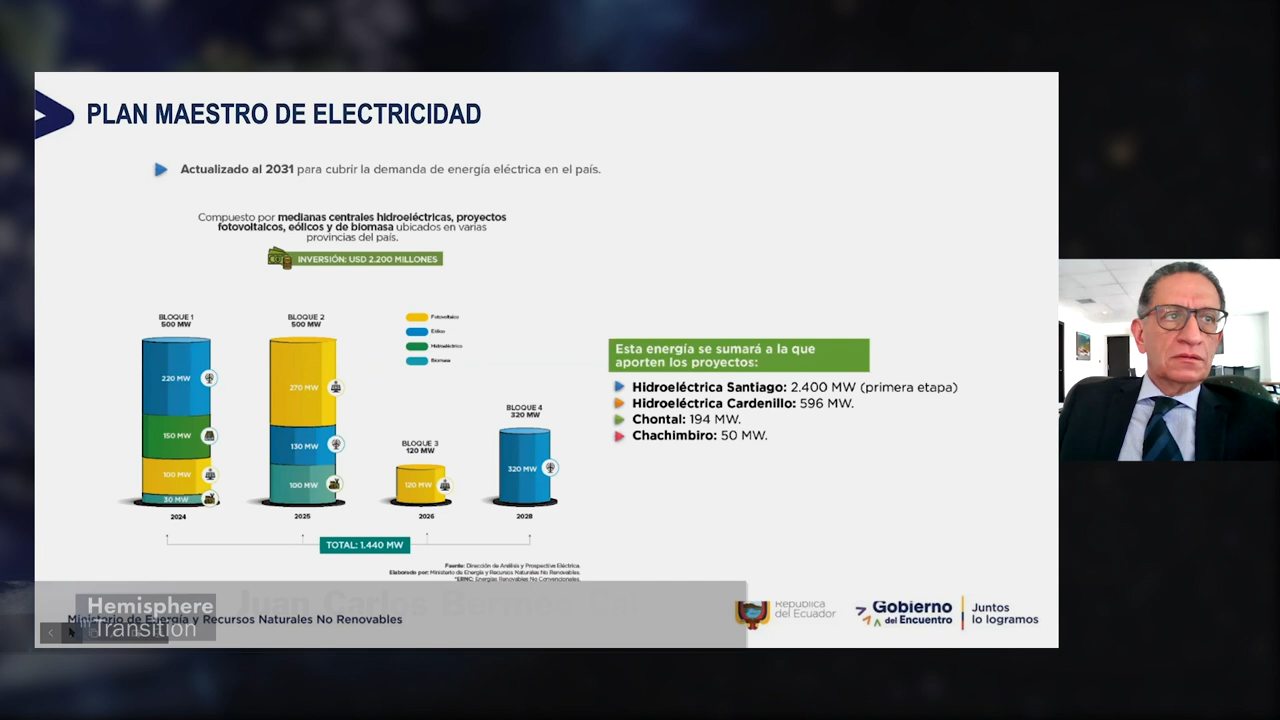 PLAN MAESTRO DE ELECTRICIDAD
Actualizado al 2031 para cubrir la demanda de energía eléctrica en el país.
Compuesto por medianas centrales hidroeléctricas, proyectos
fotovoltaicos, eólicos y de biomasa ubicados en varias
provincias del país.
INVERSIÓN: USD 2.200 MILLONES
BLOQUE 1
500 MW
220 MW
150 MW
100 MW
30 MW
2024
BLOQUE 2
500 MW
270 MW
130 MW
100 MW
2025
Fotovoltaico
Eólico
Hidroeléctrico
Biomasa
BLOQUE 3
120 MW
120 MW
2026
BLOQUE 4
320 MW
320 MW
2028
TOTAL: 1.440 MW
Fuente: Dirección de Análisis y Prospectiva Eléctrica.
Elaborado por: Ministerio de Energía y Recursos Naturales No Renovables.
*ERNC: Energías Renovables No Convencionales.
Esta energía se sumará a la que
aporten los proyectos:
Hidroeléctrica Santiago: 2.400 MW (primera etapa)
Hidroeléctrica Cardenillo: 596 MW.
Chontal: 194 MW.
Chachimbiro: 50 MW.
Juan Carlos
Hemisphere
Transition
Ministerio de Energía y Recursos Naturales No Renovables
República
del Ecuador
Gobierno
del Encuentro
Juntos
lo logramos